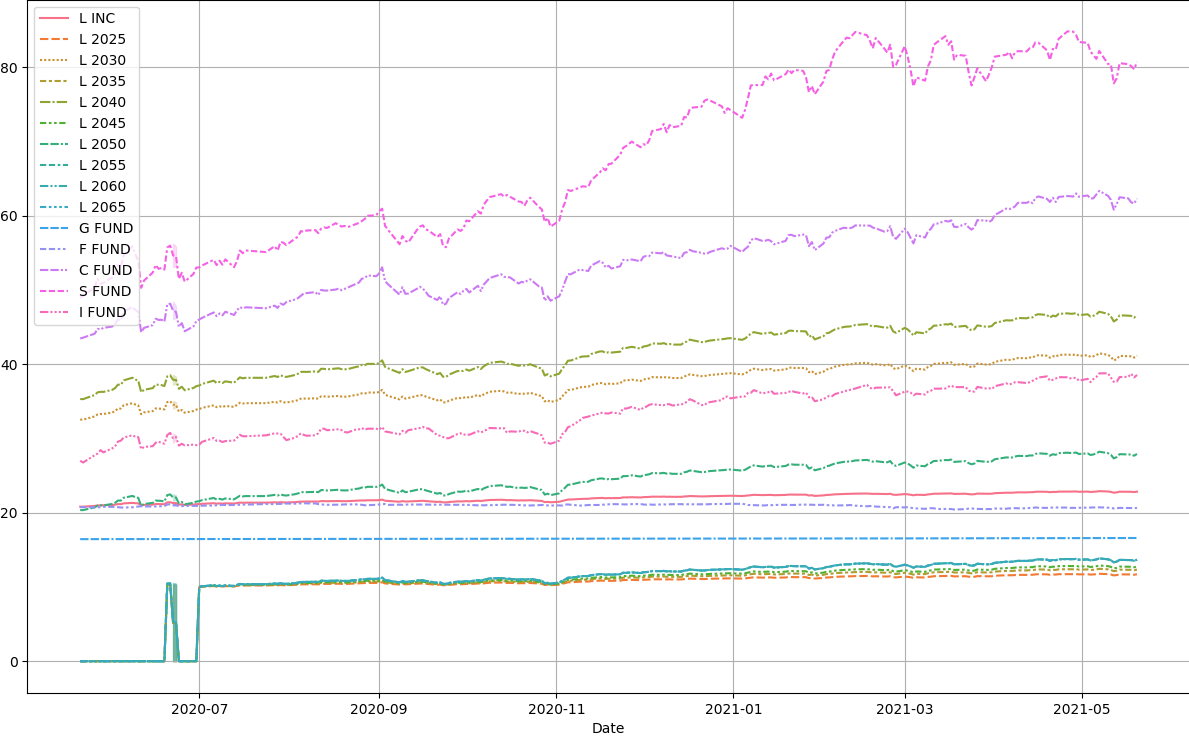 L INC
L 2025
L 2030
L 2035
L 2040
L 2045
L 2050
L 2055
L 2060
L 2065
G FUND
F FUND
C FUND
S FUND
I FUND
80
60
40
20
0
2020-07 2020-09 2020-11 2021-01 2021-03 2021-05
Date